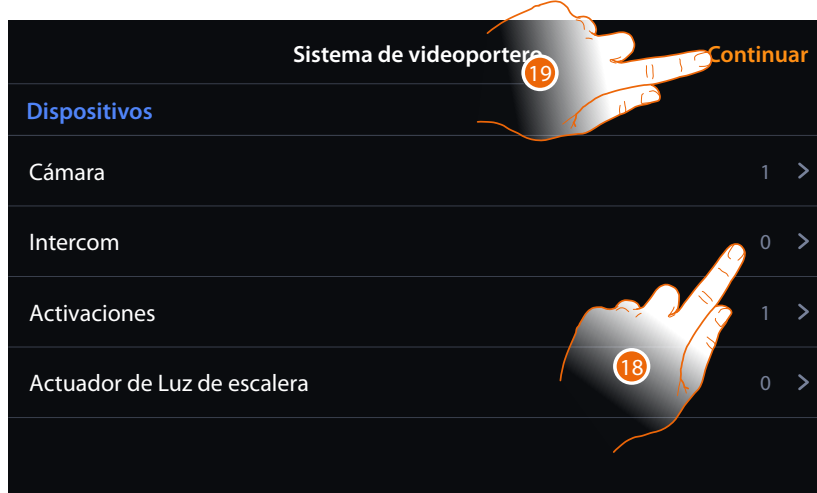 Sistema de videoportero
Continuar
19
Dispositivos
Cámara 1
Intercom 0
Activaciones 1
18
Actuador de Luz de escalera 0